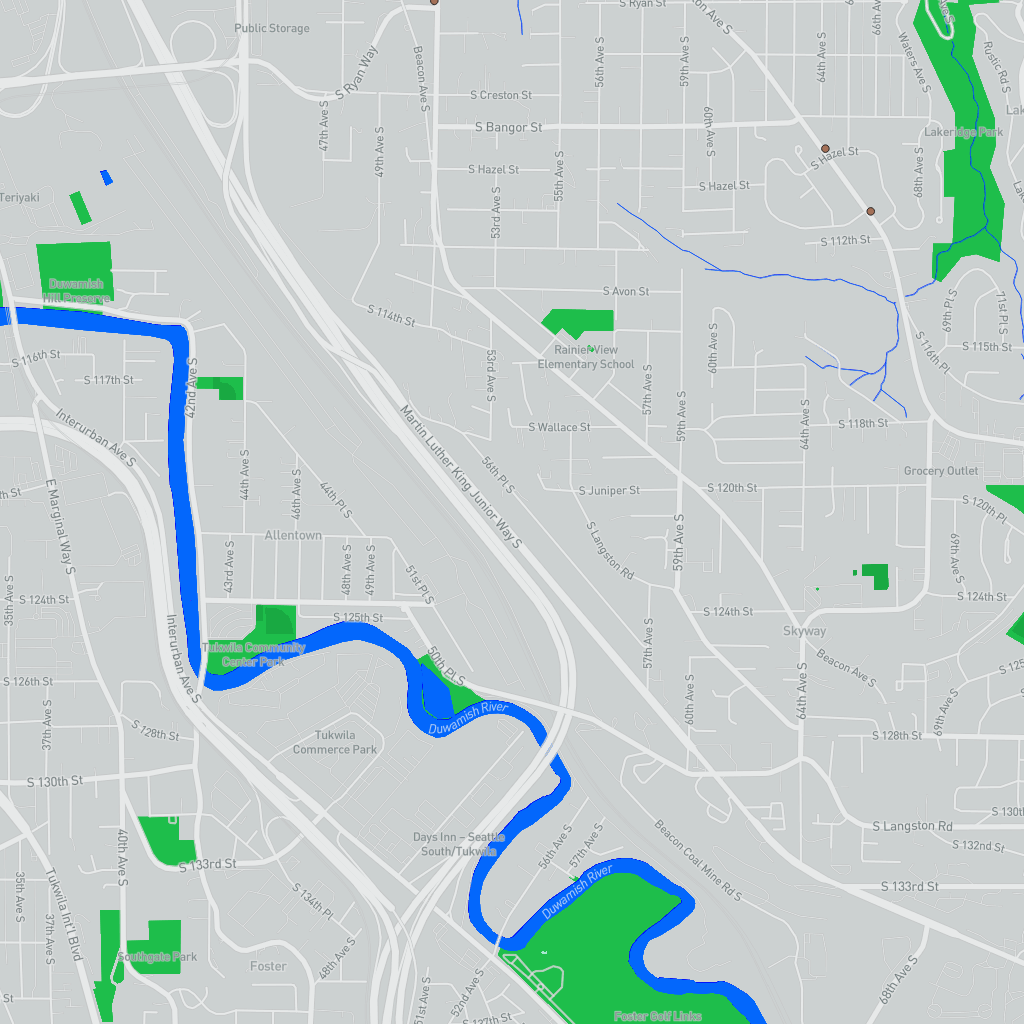 S Ryan St
Beacon Ave S
Public Storage
S Ryan Way
Beacon Ave S
56th Ave S
59th Ave S
64th Ave S
66th Ave S
Waters Ave S
Rustic Rd S
S Creston St
47th Ave S
49th Ave S
S Bangor St
60th Ave S
Lakeridge Park
S Hazel St
S Hazel St
S Hazel St
55th Ave S
68th Ave S
Teriyaki
53rd Ave S
S 112th St
Duwamish
Hill Preserve
S Avon St
S 114th St
69th Pl S
71st Pl S
S 116th St
S 117th St
42nd Ave S
Rainier View
Elementary School
60th Ave S
S 115th St
S 116th Pl
53rd Ave S
57th Ave S
59th Ave S
64th Ave S
Interurban Ave S
Martin Luther King Junior Way S
S Wallace St
S 118th St
44th Ave S
46th Ave S
44th Pl S
56th Pl S
Grocery Outlet
S Juniper St
S 120th St
S 120th Pl
E Marginal Way S
Allentown
S Langston Rd
59th Ave S
69th Ave S
43rd Ave S
48th Ave S
49th Ave S
51st Pl S
35th Ave S
S 124th St
S 125th St
S 124th St
S 124th St
Skyway
Interurban Ave S
Tukwila Community
Center Park
50th Pl S
57th Ave S
Beacon Ave S
S 126th St
64th Ave S
60th Ave S
69th Ave S
37th Ave S
S 128th St
Duwamish River
Tukwila
Commerce Park
S 128th St
S 130th St
Days Inn – Seattle
South/Tukwila
56th Ave S
57th Ave S
Beacon Coal Mine Rd S
S Langston Rd
S 132nd St
40th Ave S
S 133rd St
S 133rd St
35th Ave S
37th Ave S
Tukwila Int'l Blvd
S 134th Pl
Duwamish River
Southgate Park
Foster
48th Ave S
51st Ave S
52nd Ave S
68th Ave S
S 137th St
Foster Golf Links